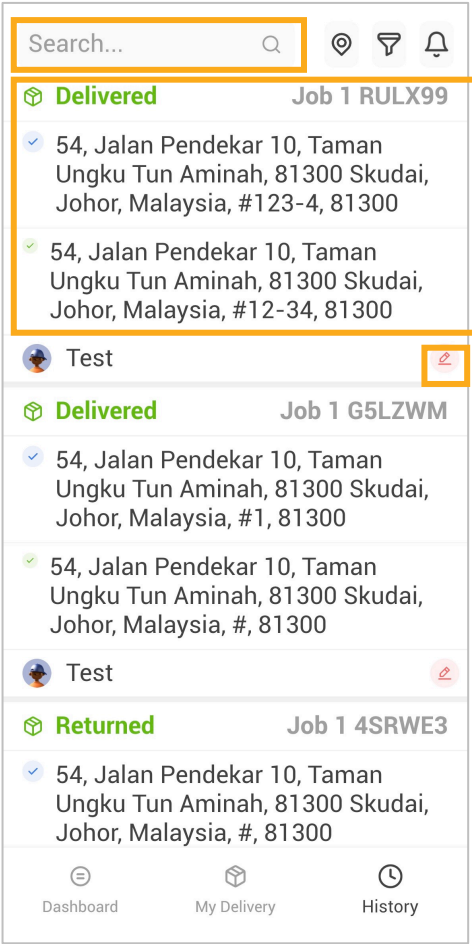 Search...
Delivered Job 1 RULX99
54, Jalan Pendekar 10, Taman
Ungku Tun Aminah, 81300 Skudai,
Johor, Malaysia, #123-4, 81300
54, Jalan Pendekar 10, Taman
Ungku Tun Aminah, 81300 Skudai,
Johor, Malaysia, #12-34, 81300
Test
Delivered Job 1 G5LZWM
54, Jalan Pendekar 10, Taman
Ungku Tun Aminah, 81300 Skudai,
Johor, Malaysia, #1, 81300
54, Jalan Pendekar 10, Taman
Ungku Tun Aminah, 81300 Skudai,
Johor, Malaysia, #, 81300
Test
Returned Job 1 4SRWE3
54, Jalan Pendekar 10, Taman
Ungku Tun Aminah, 81300 Skudai,
Johor, Malaysia, #, 81300
Dashboard My Delivery History